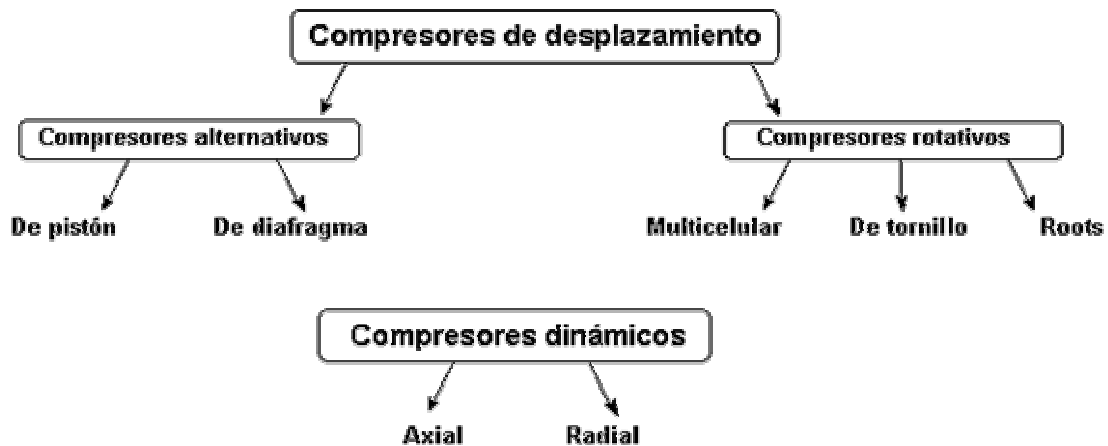 Compresores de desplazamiento
Compresores alternativos
Compresores rotativos
De pistón
De diafragma
Multicelular
De tornillo
Roots
Compresores dinámicos
Axial
Radial